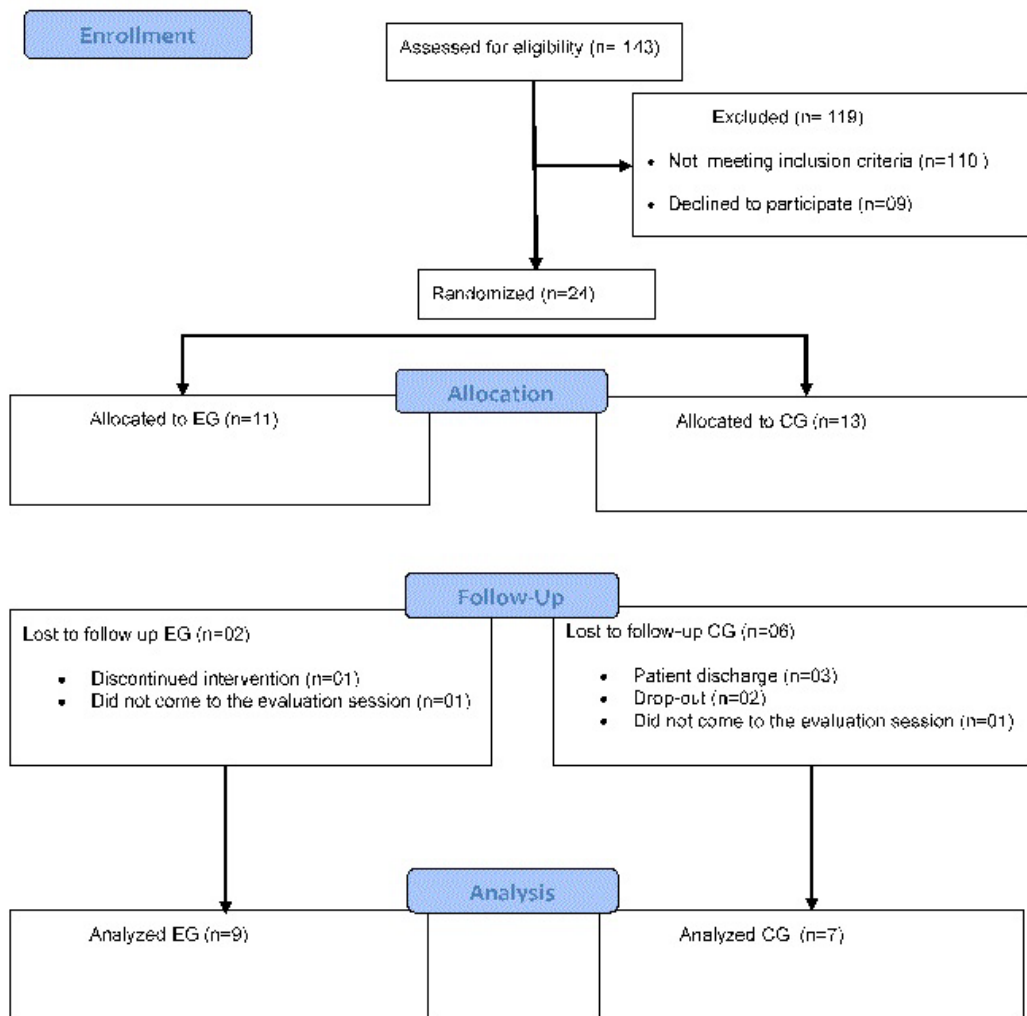 Enrollment
Assessed for eligibility (n= 143)
Excluded (n= 119)
• Not meeting inclusion criteria (n=110 )
• Declined to participate (n=09)
Randomized (n=24)
Allocation
Allocated to EG (n=11)
Allocated to CG (n=13)
Follow-Up
Lost to follow up EG (n=02)
• Discontinued intervention (n=01)
• Did not come to the evaluation session (n=01)
Lost to follow-up CG (n=06)
• Patient discharge (n=03)
• Drop-out (n=02)
• Did not come to the evaluation session (n=01)
Analysis
Analyzed EG (n=9)
Analyzed CG (n=7)